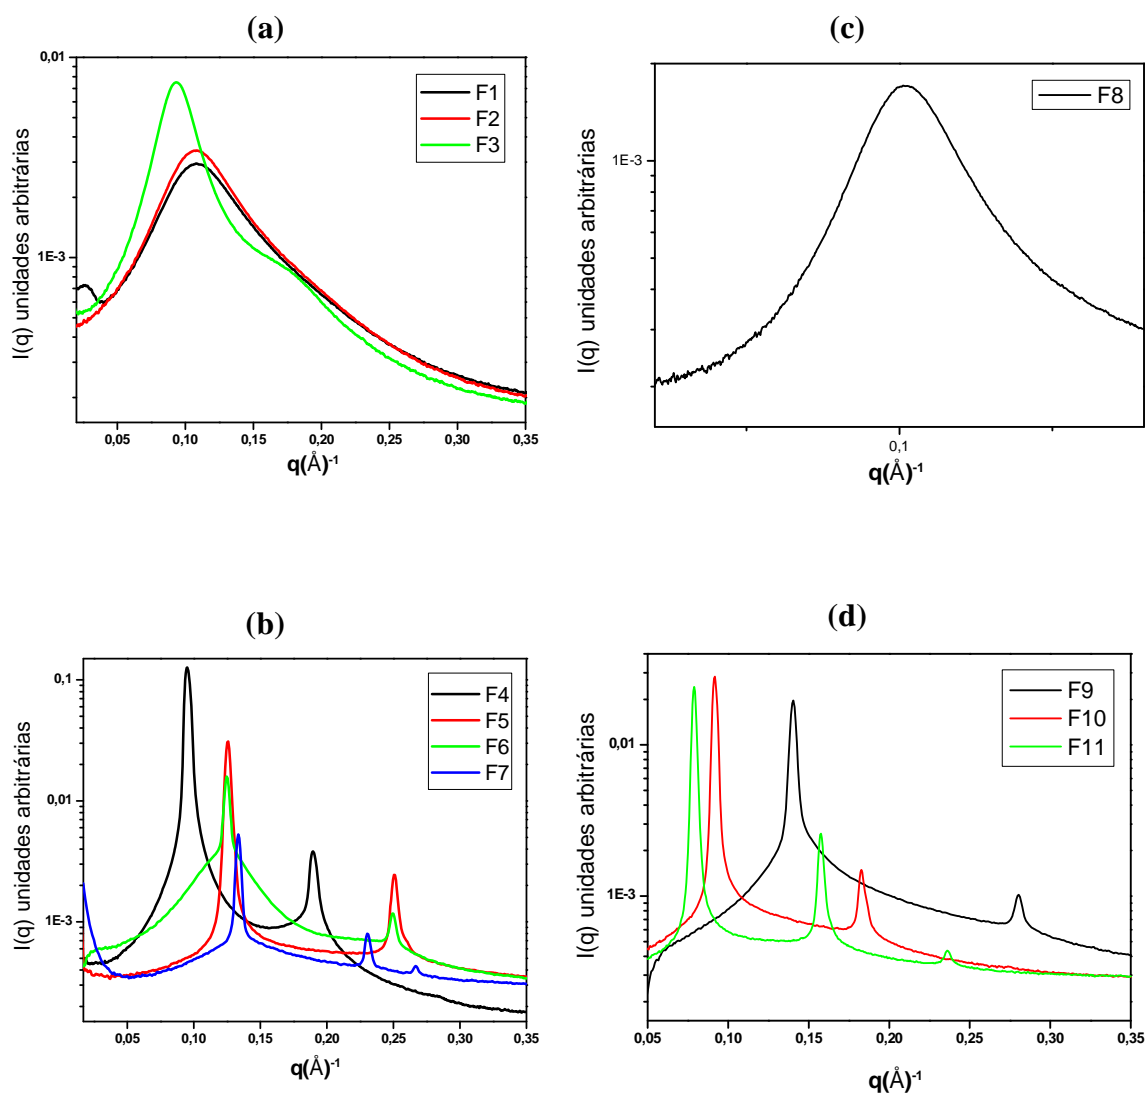 (a)
0,01
1E-3
I(q) unidades arbitrárias
F1
F2
F3
0,05 0,10 0,15 0,20 0,25 0,30 0,35
q(Å)-1
(c)
1E-3
I(q) unidades arbitrárias
F8
0,1
q(Å)-1
(b)
0,1
0,01
1E-3
I(q) unidades arbitrárias
F4
F5
F6
F7
0,05 0,10 0,15 0,20 0,25 0,30 0,35
q(Å)-1
(d)
0,01
1E-3
I(q) unidades arbitrárias
F9
F10
F11
0,05 0,10 0,15 0,20 0,25 0,30 0,35
q(Å)-1